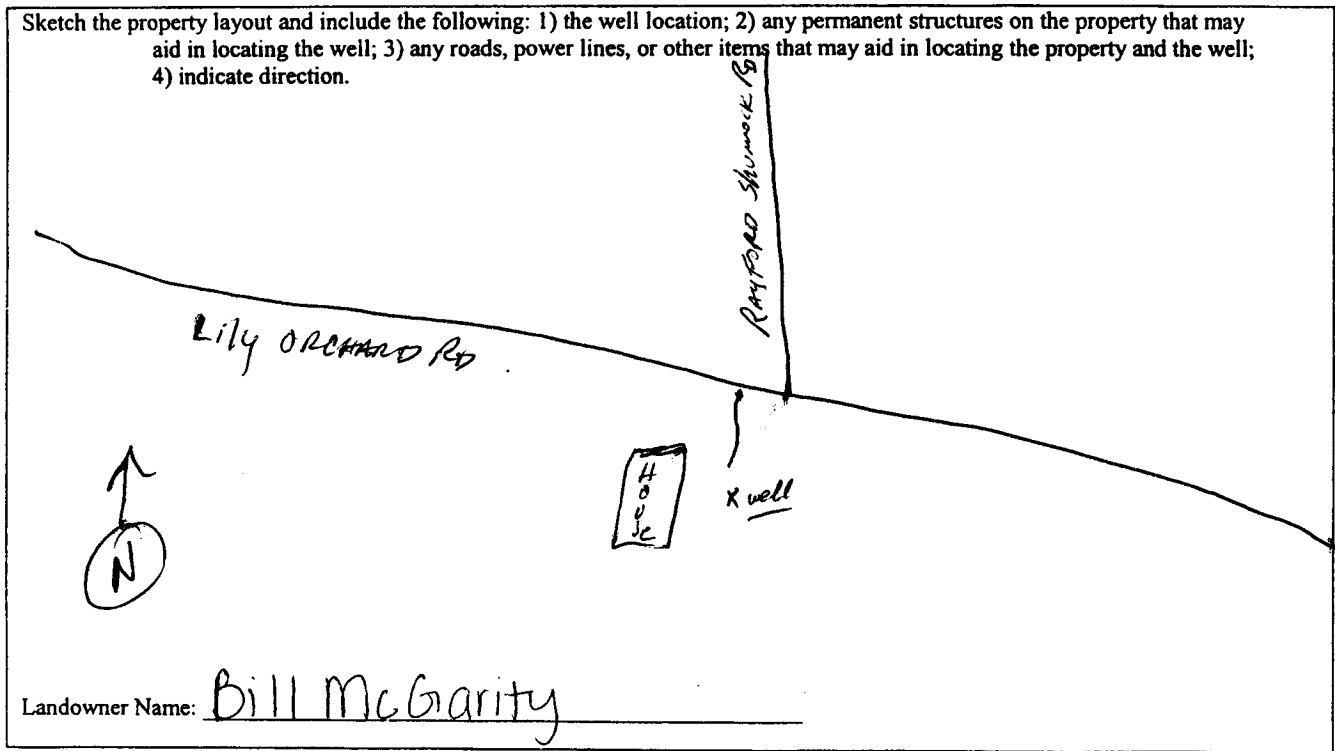 Sketch the property layout and include the following: 1) the well location; 2) any permanent structures on the property that may
aid in locating the well; 3) any roads, power lines, or other items that may aid in locating the property and the well;
4) indicate direction.
RAYFORD Shumock RD
Lily ORCHARD RD
House
x well
N
Landowner Name: Bill McGarity